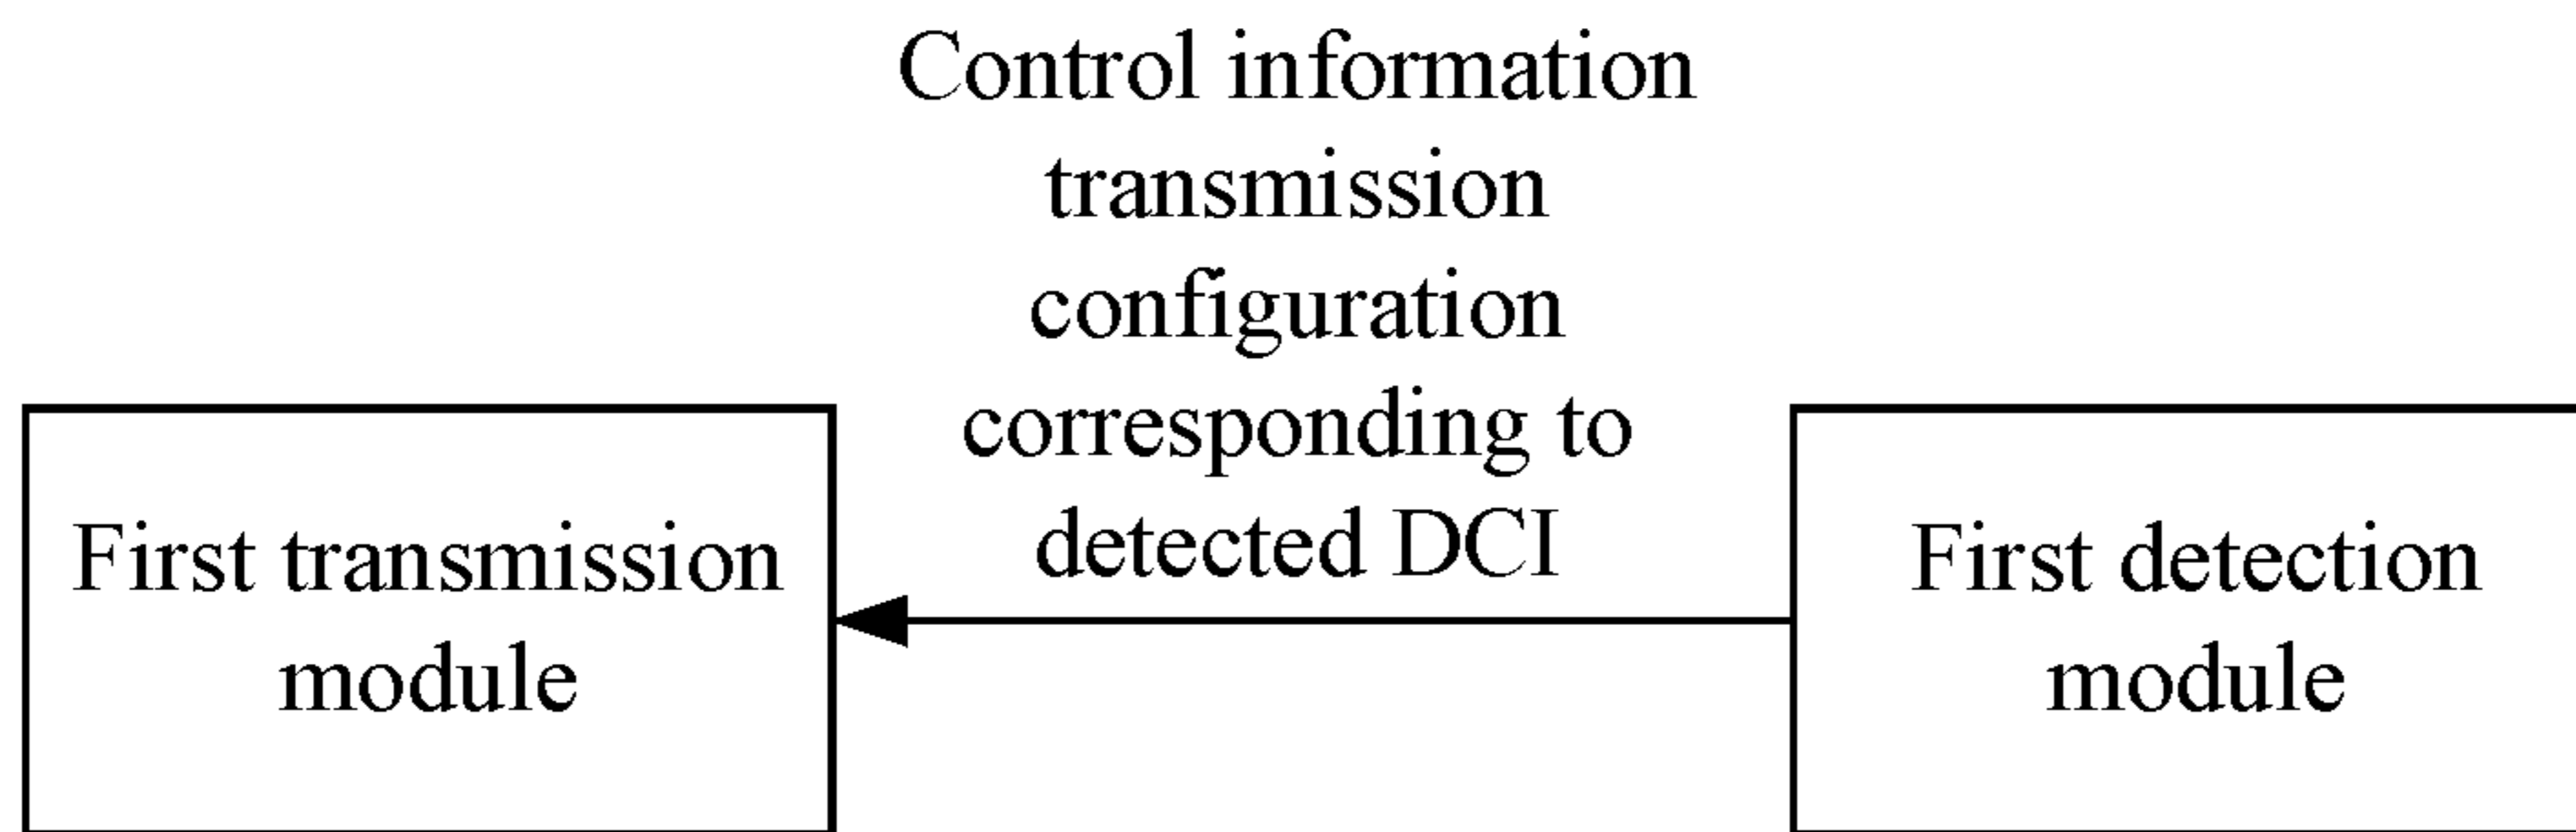 Control information
transmission
configuration
corresponding to
detected DCI
First transmission
module
First detection
module